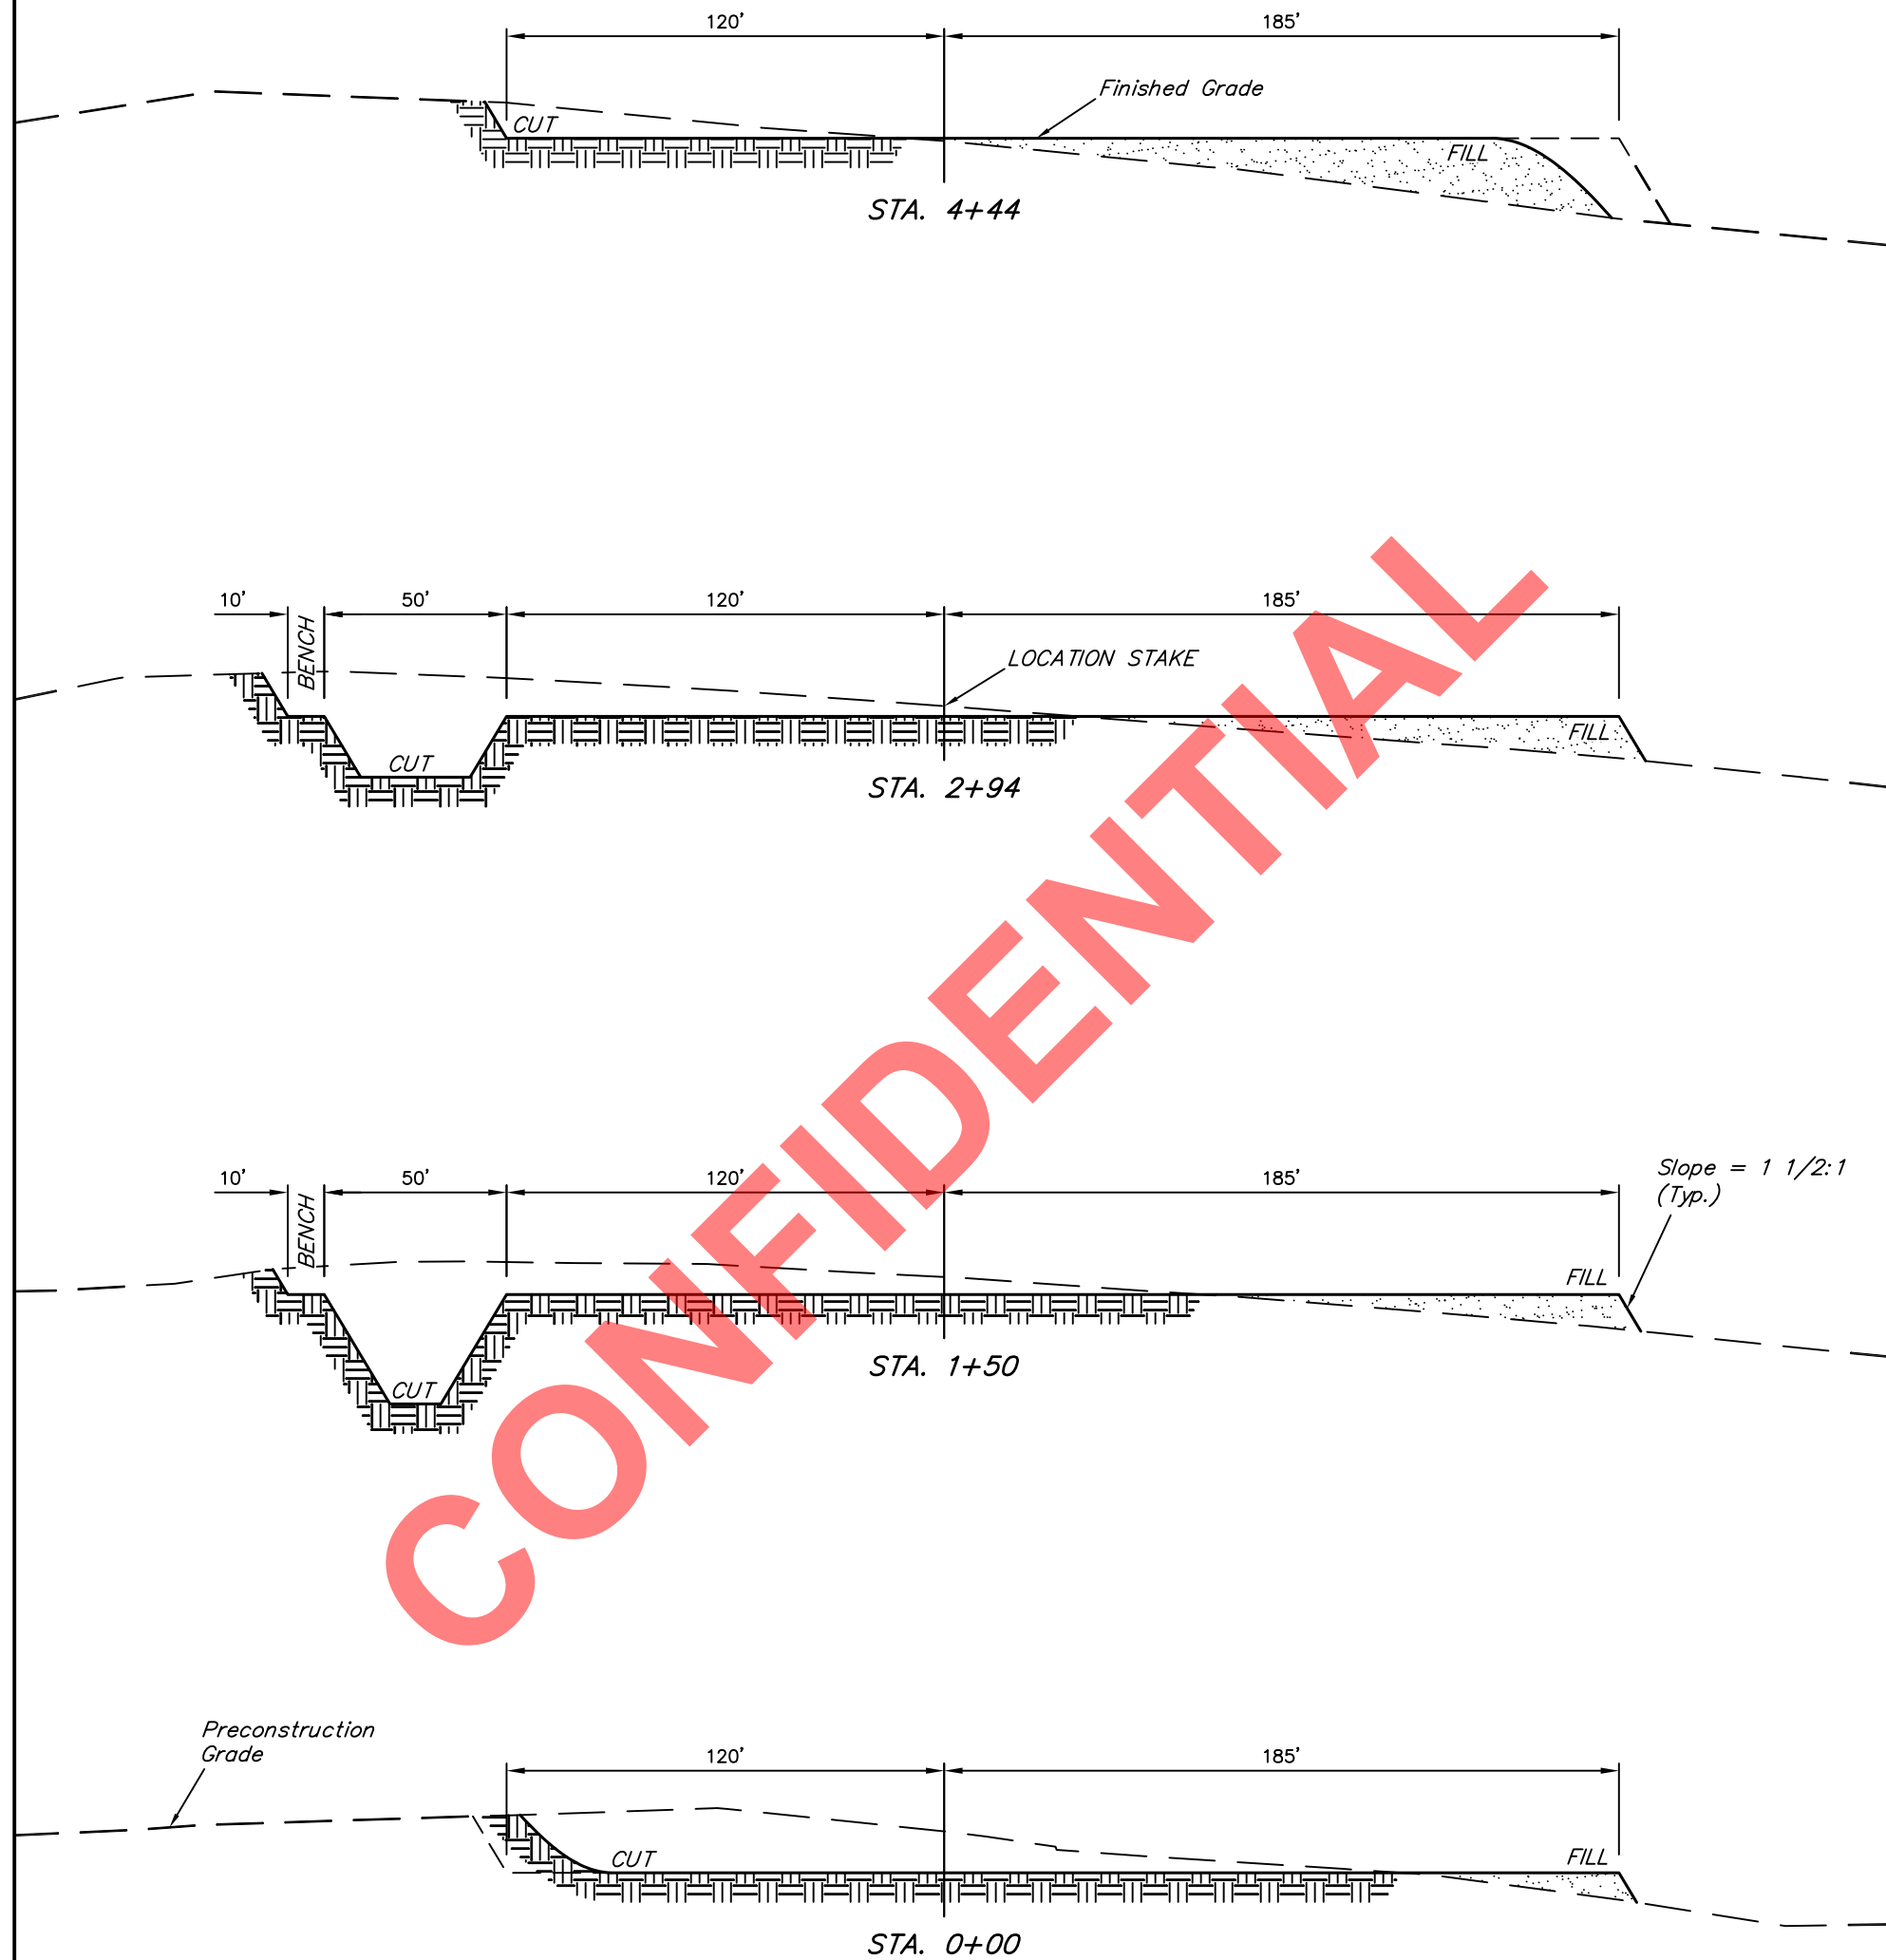 120' 185'
Finished Grade
CUT
FILL
STA. 4+44
10' 50' 120' 185'
BENCH
LOCATION STAKE
CUT
FILL
STA. 2+94
10' 50' 120' 185'
BENCH
Slope = 1 1/2:1
(Typ.)
FILL
CUT
STA. 1+50
CONFIDENTIAL
Preconstruction
Grade
120' 185'
CUT
FILL
STA. 0+00